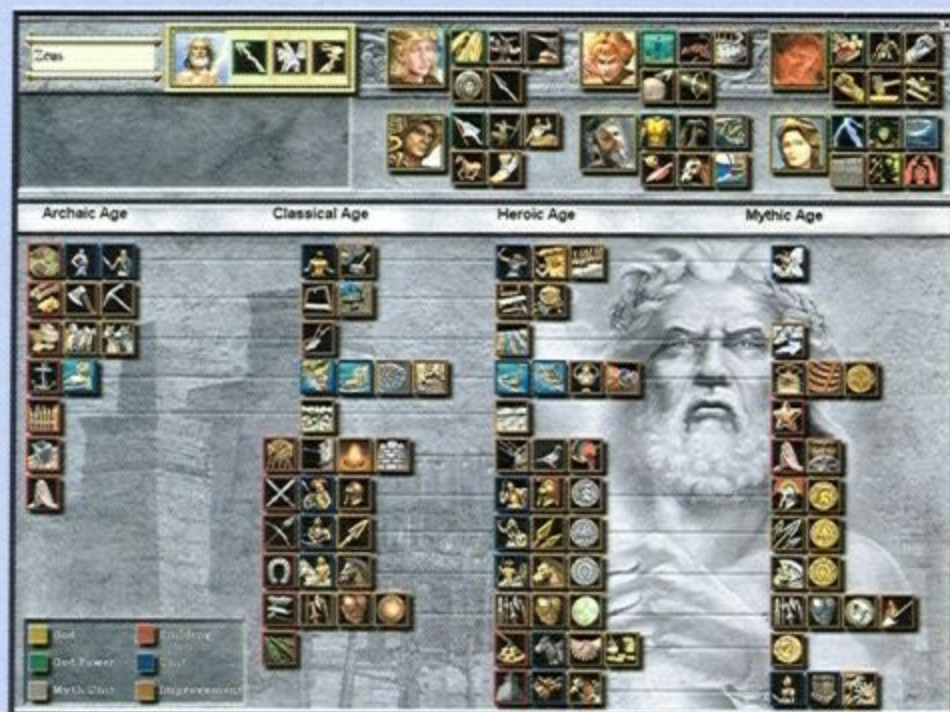 Zeus
Archaic Age
Classical Age
Heroic Age
Mythic Age
God
Building
God Power
Unit
Myth Unit
Improvement